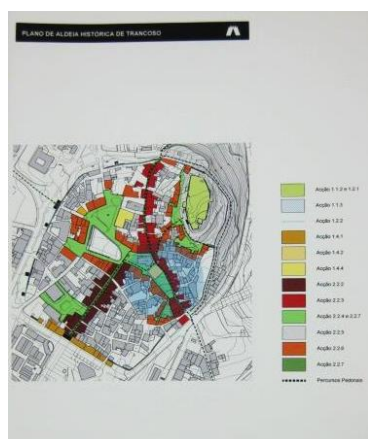 PLANO DE ALDEIA HISTÓRICA DE TRANCOSO
Acção 1.1.2 e 1.2.1
Acção 1.1.3
Acção 1.2.2
Acção 1.4.1
Acção 1.4.3
Acção 1.4.4
Acção 2.2.2
Acção 2.2.3
Acção 2.2.4 e 2.2.7
Acção 2.2.5
Acção 2.2.6
Acção 2.2.7
Percursos Pedonais